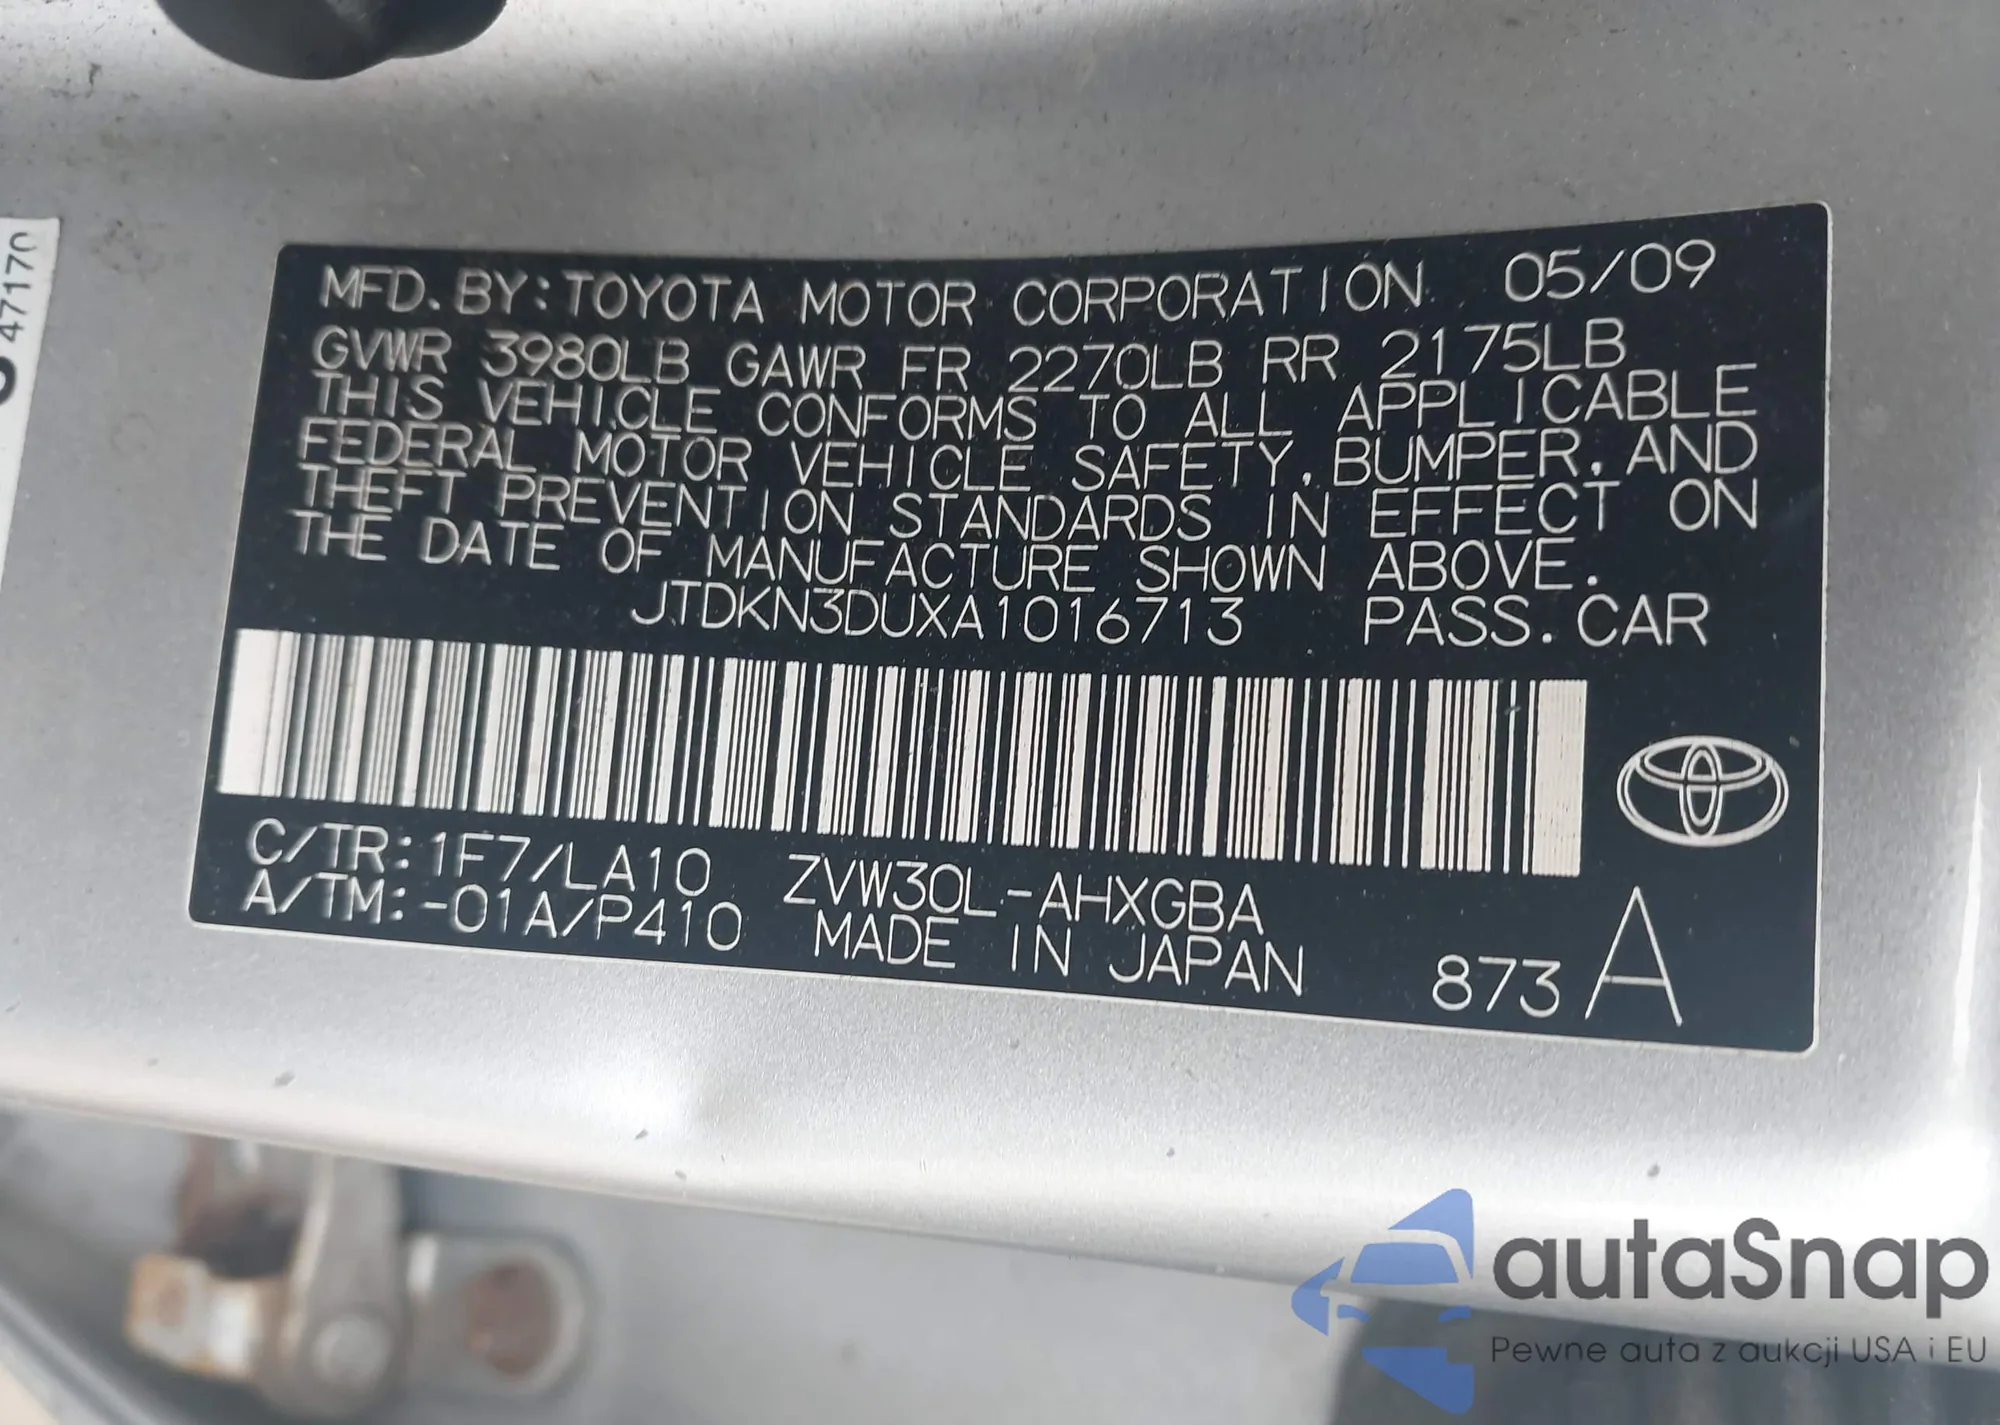 47170
MFD. BY: TOYOTA MOTOR CORPORATION 05/09
GVWR 3980LB GAWR FR 2270LB RR 2175LB
THIS VEHICLE CONFORMS TO ALL APPLICABLE
FEDERAL MOTOR VEHICLE SAFETY, BUMPER, AND
THEFT PREVENTION STANDARDS IN EFFECT ON
THE DATE OF MANUFACTURE SHOWN ABOVE.
JTDKN3DUXA1016713 PASS. CAR
C/TR: 1F7/LA10 ZVW30L-AHXGBA
A/TM: -01A/P410 MADE IN JAPAN 873 A
autaSnap
Pewne auta z aukcji USA i EU